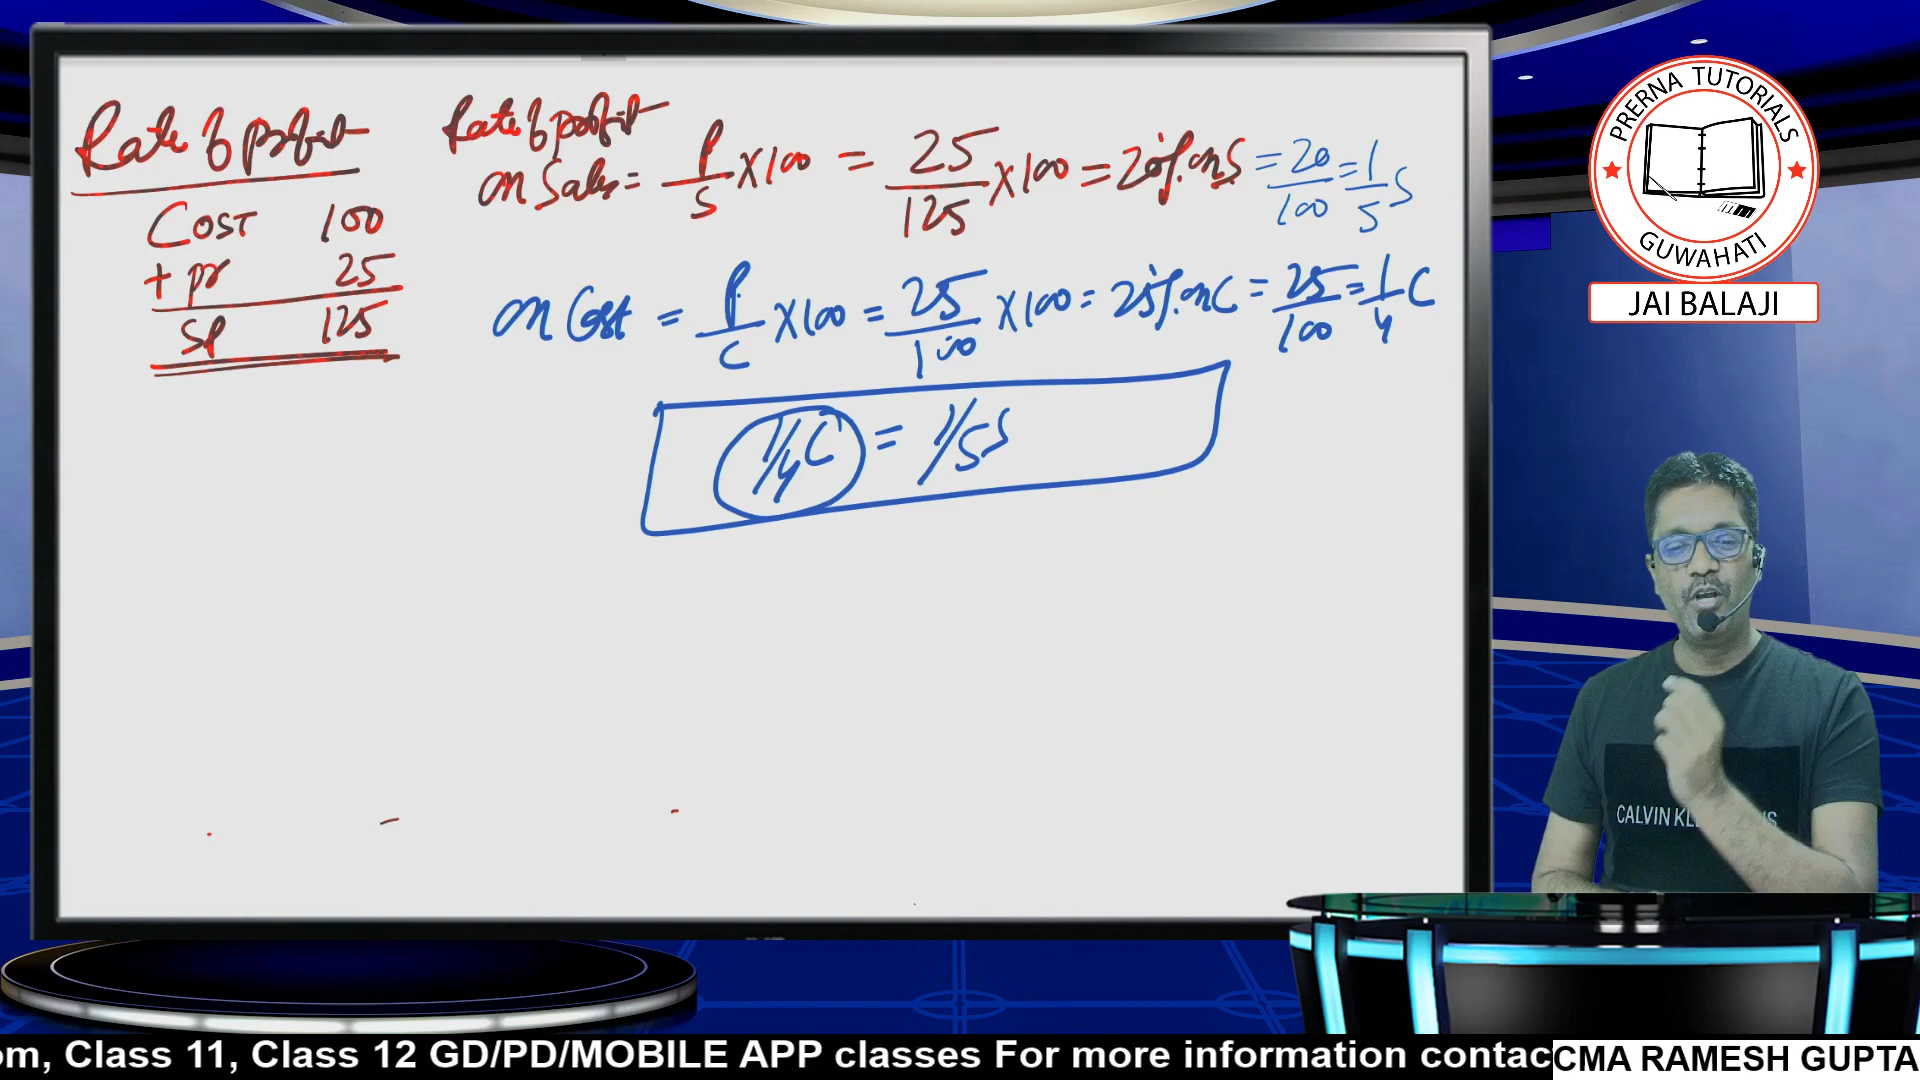 Rate of profit
Cost 100
+ pr 25
SP 125
Rate of profit
on Sales = P/S X100 = 25/125 X100 = 20%.on S = 20/100 = 1/5 S
on Cost = P/C X100 = 25/100 X100 = 25%.on C = 25/100 = 1/4 C
1/4 C = 1/5 S
PRERNA TUTORIALS
GUWAHATI
JAI BALAJI
CALVIN KL
om, Class 11, Class 12 GD/PD/MOBILE APP classes For more information contac
CMA RAMESH GUPTA